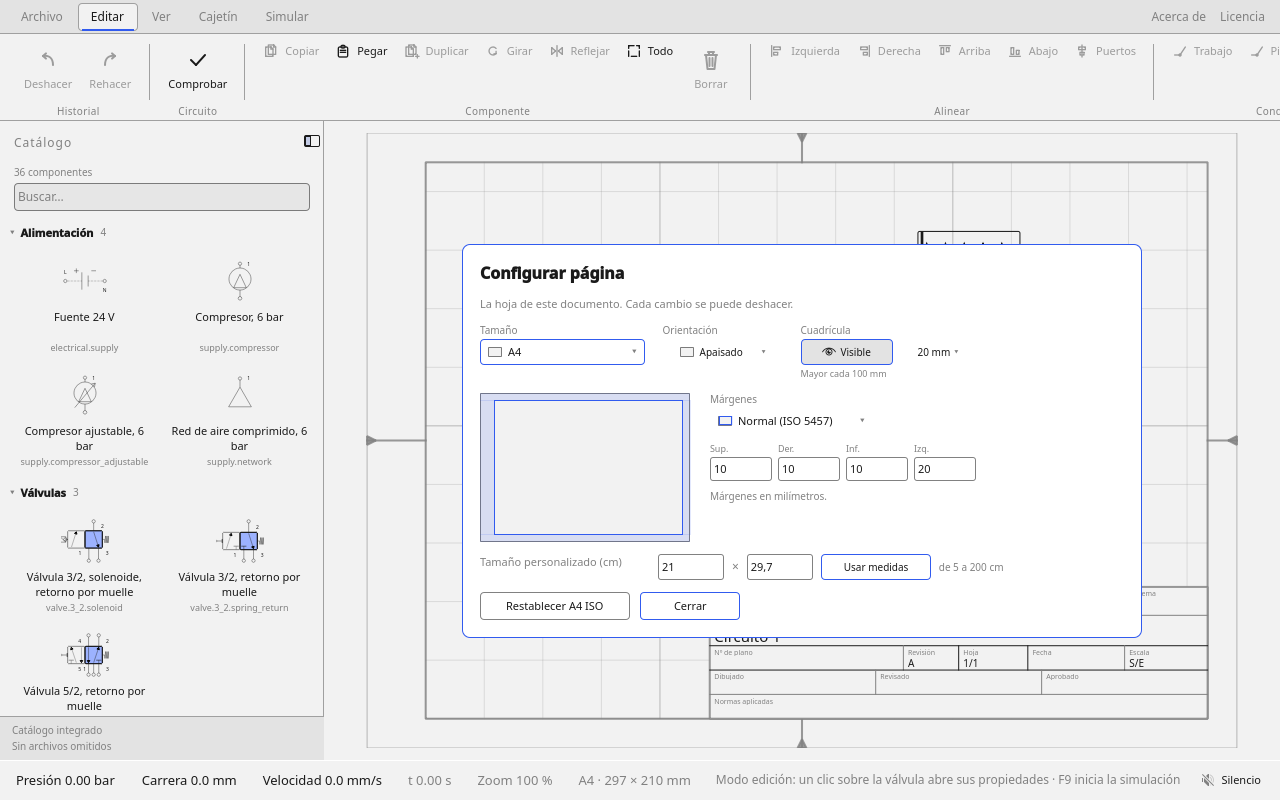 Archivo Editar Ver Cajetín Simular Acerca de Licencia
Copiar Pegar Duplicar Girar Reflejar Todo Izquierda Derecha Arriba Abajo Puertos Trabajo
Deshacer Rehacer Comprobar Borrar
Historial Circuito Componente Alinear
Catálogo
36 componentes
Buscar...
Alimentación 4
Fuente 24 V Compresor, 6 bar
electrical.supply supply.compressor
Compresor ajustable, 6 bar
supply.compressor_adjustable
Red de aire comprimido, 6 bar
supply.network
Válvulas 3
Válvula 3/2, solenoide, retorno por muelle
valve.3_2.solenoid
Válvula 3/2, retorno por muelle
valve.3_2.spring_return
Válvula 5/2, retorno por muelle
Catálogo integrado
Sin archivos omitidos
Configurar página
La hoja de este documento. Cada cambio se puede deshacer.
Tamaño Orientación Cuadrícula
A4 Apaisado Visible 20 mm
Mayor cada 100 mm
Márgenes
Normal (ISO 5457)
Sup. Der. Inf. Izq.
10 10 10 20
Márgenes en milímetros.
Tamaño personalizado (cm) 21 × 29,7 Usar medidas de 5 a 200 cm
Restablecer A4 ISO Cerrar
Circuito 1
Nº de plano Revisión Hoja Fecha Escala
A 1/1 S/E
Dibujado Revisado Aprobado
Normas aplicadas
Presión 0.00 bar Carrera 0.0 mm Velocidad 0.0 mm/s t 0.00 s Zoom 100 % A4 · 297 × 210 mm Modo edición: un clic sobre la válvula abre sus propiedades · F9 inicia la simulación Silencio